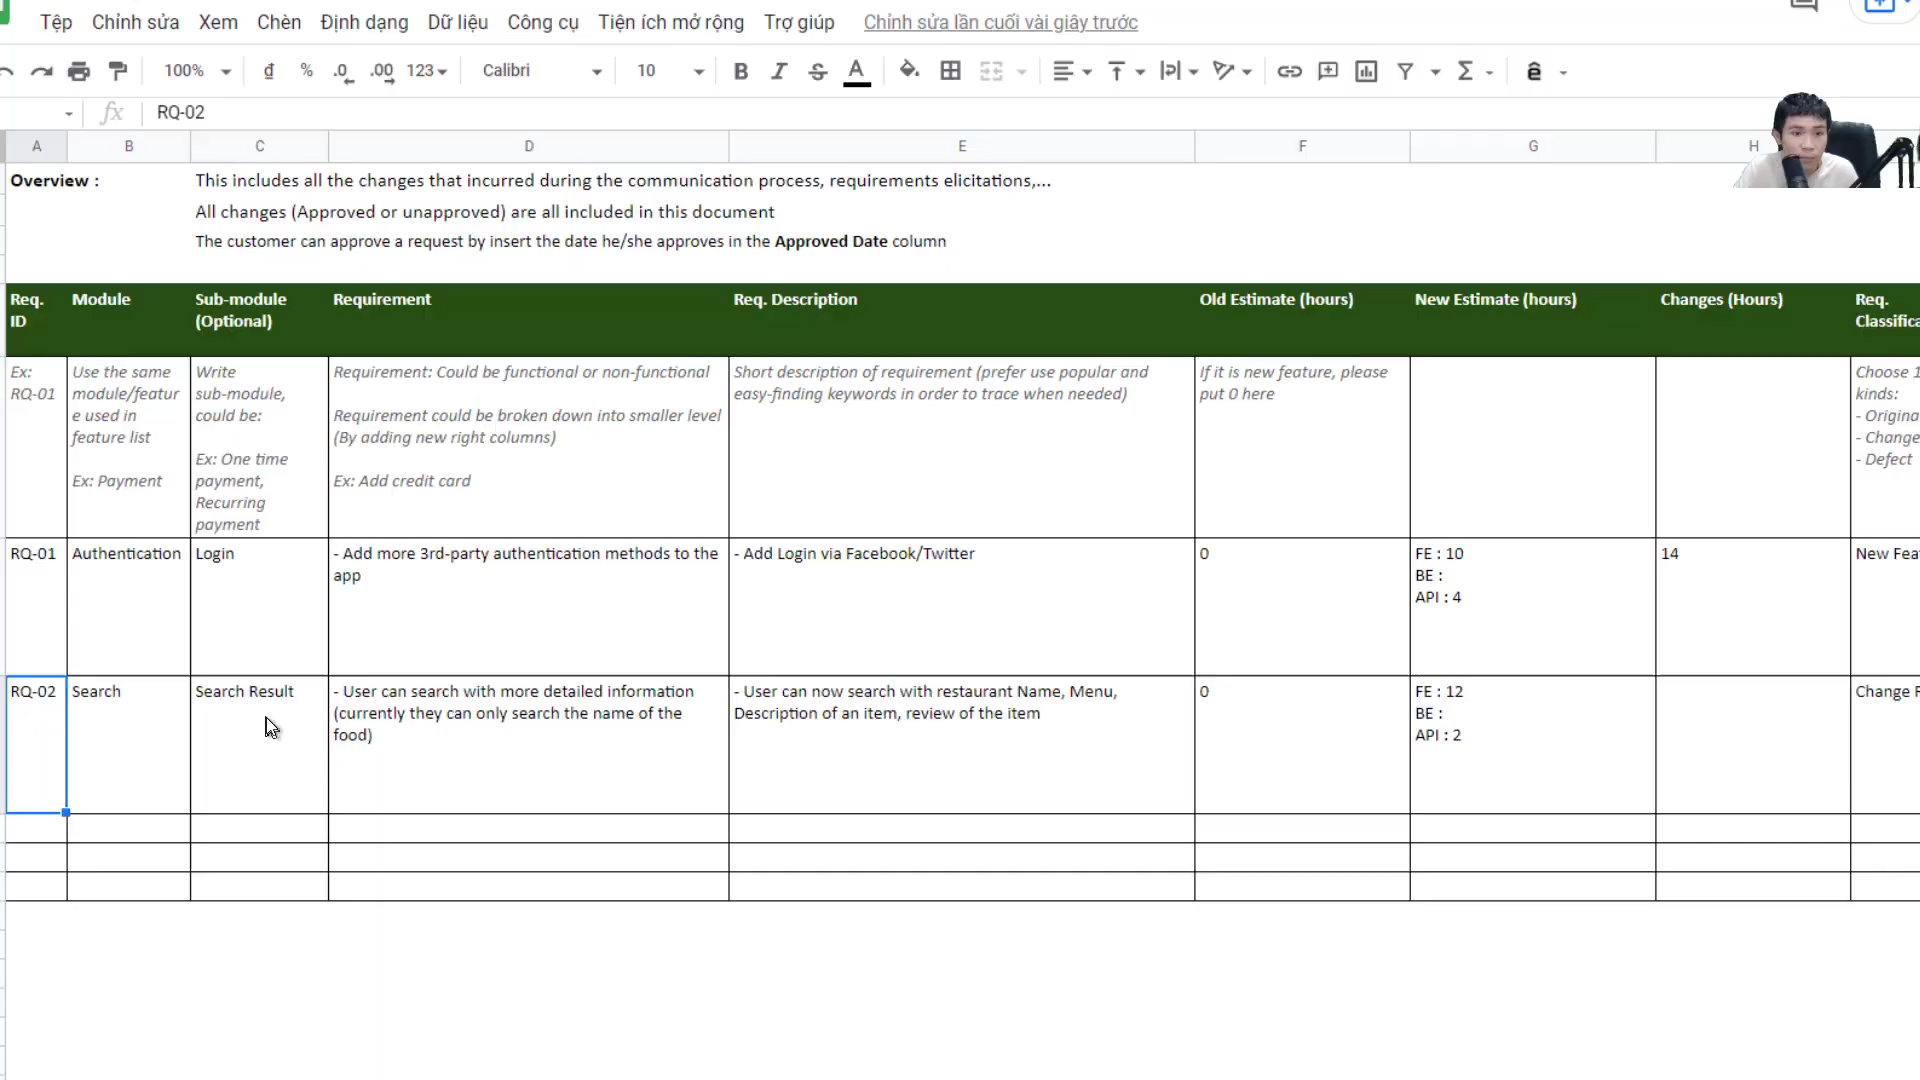 Tệp Chỉnh sửa Xem Chèn Định dạng Dữ liệu Công cụ Tiện ích mở rộng Trợ giúp Chỉnh sửa lần cuối vài giây trước
100% đ % .0 .00 123 Calibri 10 B I S A Σ ê
fx RQ-02
A B C D E F G H
Overview : This includes all the changes that incurred during the communication process, requirements elicitations,...
All changes (Approved or unapproved) are all included in this document
The customer can approve a request by insert the date he/she approves in the Approved Date column
Req. ID
Module
Sub-module (Optional)
Requirement
Req. Description
Old Estimate (hours)
New Estimate (hours)
Changes (Hours)
Req.
Classifica
Ex:
RQ-01
Use the same
module/featur
e used in
feature list
Ex: Payment
Write
sub-module,
could be:
Ex: One time
payment,
Recurring
payment
Requirement: Could be functional or non-functional
Requirement could be broken down into smaller level
(By adding new right columns)
Ex: Add credit card
Short description of requirement (prefer use popular and
easy-finding keywords in order to trace when needed)
If it is new feature, please
put 0 here
Choose 1
kinds:
- Origina
- Change
- Defect
RQ-01
Authentication
Login
- Add more 3rd-party authentication methods to the
app
- Add Login via Facebook/Twitter
0
FE : 10
BE :
API : 4
14
New Fea
RQ-02
Search
Search Result
- User can search with more detailed information
(currently they can only search the name of the
food)
- User can now search with restaurant Name, Menu,
Description of an item, review of the item
0
FE : 12
BE :
API : 2
Change R